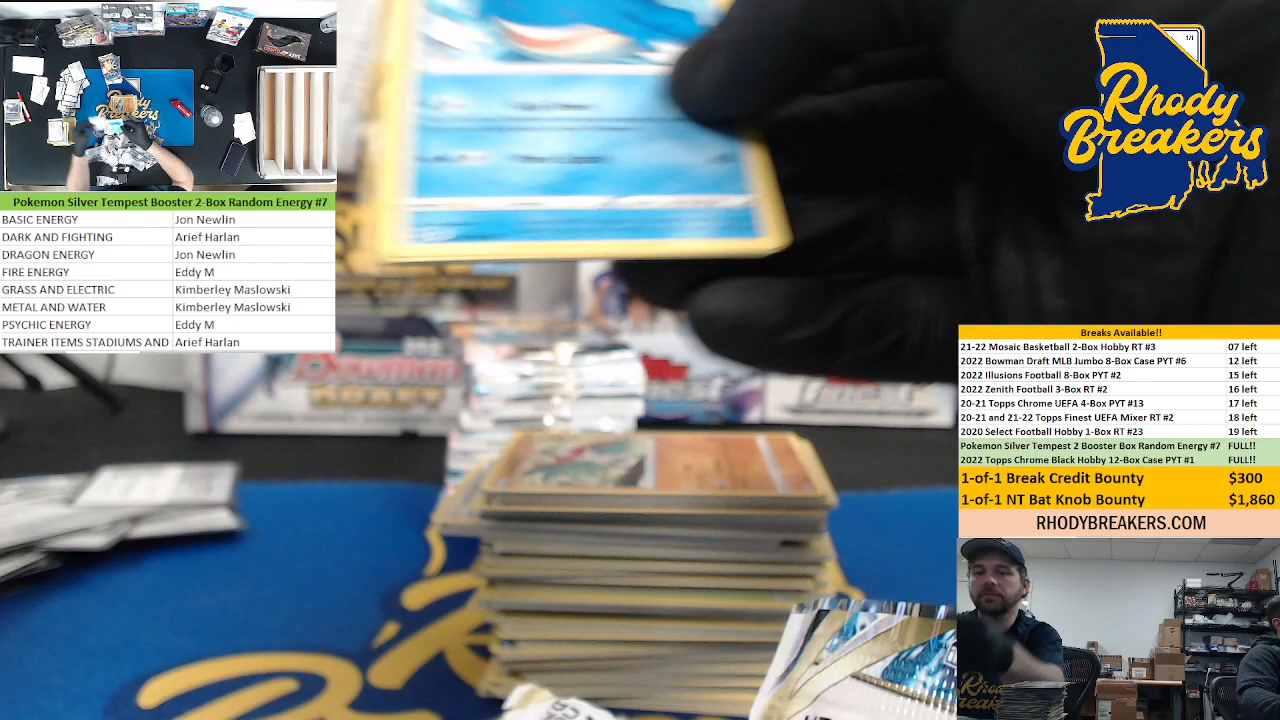 Pokemon Silver Tempest Booster 2-Box Random Energy #7
BASIC ENERGY Jon Newlin
DARK AND FIGHTING Arief Harlan
DRAGON ENERGY Jon Newlin
FIRE ENERGY Eddy M
GRASS AND ELECTRIC Kimberley Maslowski
METAL AND WATER Kimberley Maslowski
PSYCHIC ENERGY Eddy M
TRAINER ITEMS STADIUMS AND Arief Harlan
1/1
Rhody
Breakers
Breaks Available!!
21-22 Mosaic Basketball 2-Box Hobby RT #3 07 left
2022 Bowman Draft MLB Jumbo 8-Box Case PYT #6 12 left
2022 Illusions Football 8-Box PYT #2 15 left
2022 Zenith Football 3-Box RT #2 16 left
20-21 Topps Chrome UEFA 4-Box PYT #13 17 left
20-21 and 21-22 Topps Finest UEFA Mixer RT #2 18 left
2020 Select Football Hobby 1-Box RT #23 19 left
Pokemon Silver Tempest 2 Booster Box Random Energy #7 FULL!!
2022 Topps Chrome Black Hobby 12-Box Case PYT #1 FULL!!
1-of-1 Break Credit Bounty $300
1-of-1 NT Bat Knob Bounty $1,860
RHODYBREAKERS.COM
Rhody
Breakers